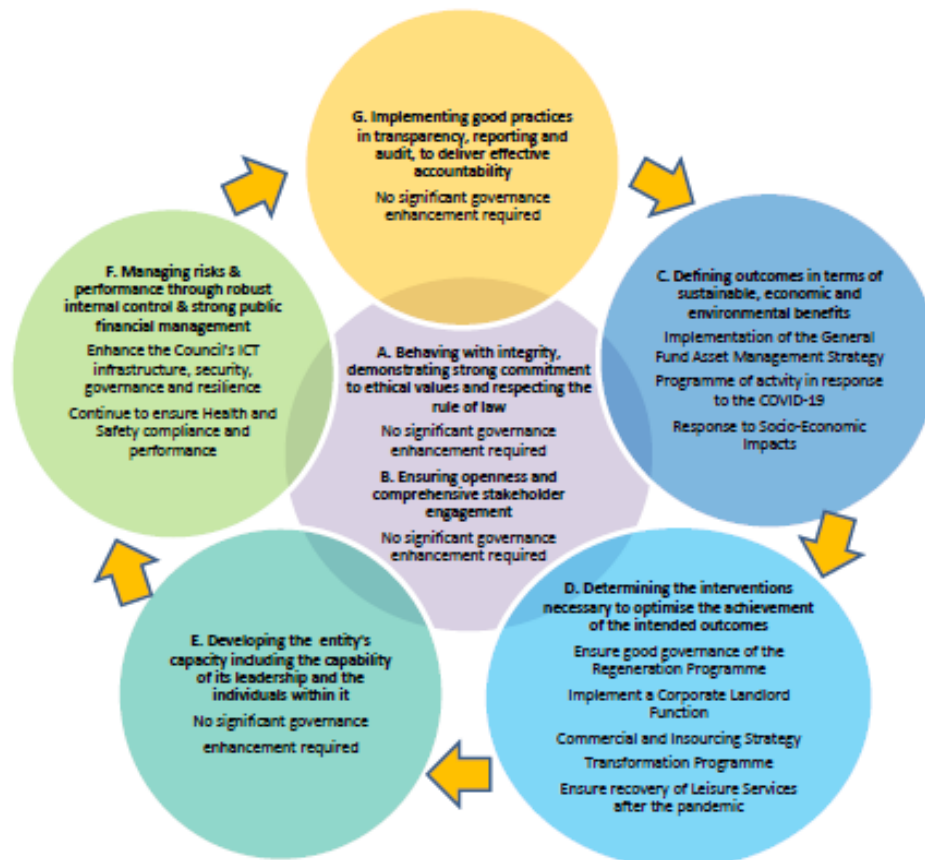 G. Implementing good practices
in transparency, reporting and
audit, to deliver effective
accountability
No significant governance
enhancement required
C. Defining outcomes in terms of
sustainable, economic and
environmental benefits
Implementation of the General
Fund Asset Management Strategy
Programme of actvity in response
to the COVID-19
Response to Socio-Economic
Impacts
F. Managing risks &
performance through robust
internal control & strong public
financial management
Enhance the Council's ICT
infrastructure, security,
governance and resilience
Continue to ensure Health and
Safety compliance and
performance
A. Behaving with integrity,
demonstrating strong commitment
to ethical values and respecting the
rule of law
No significant governance
enhancement required
B. Ensuring openness and
comprehensive stakeholder
engagement
No significant governance
enhancement required
D. Determining the interventions
necessary to optimise the achievement
of the intended outcomes
Ensure good governance of the
Regeneration Programme
Implement a Corporate Landlord
Function
Commercial and Insourcing Strategy
Transformation Programme
Ensure recovery of Leisure Services
after the pandemic
E. Developing the entity's
capacity including the capability
of its leadership and the
individuals within it
No significant governance
enhancement required